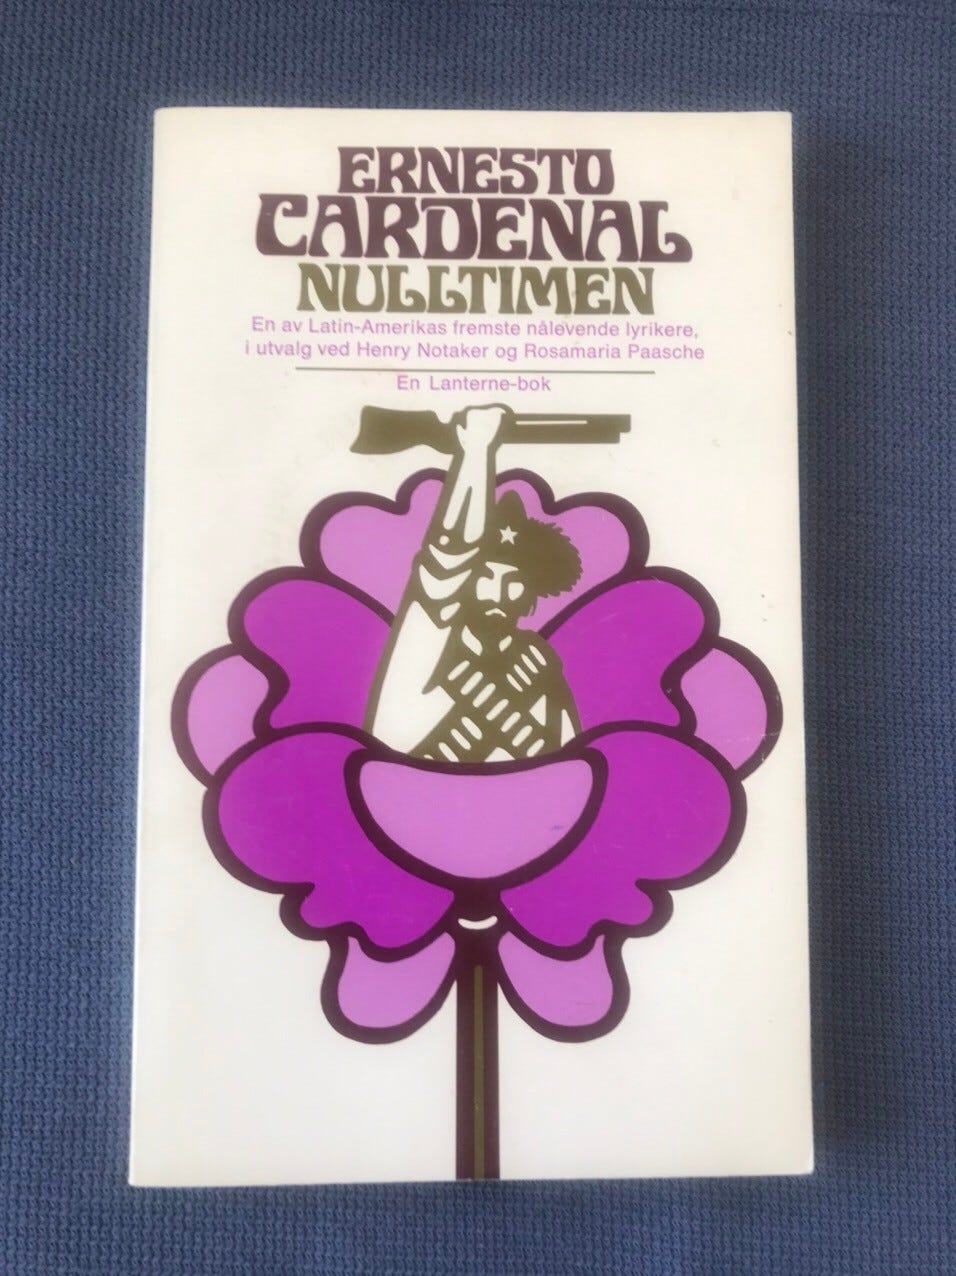 ERNESTO
CARDENAL
NULLTIMEN
En av Latin-Amerikas fremste nålevende lyrikere,
i utvalg ved Henry Notaker og Rosamaria Paasche
En Lanterne-bok